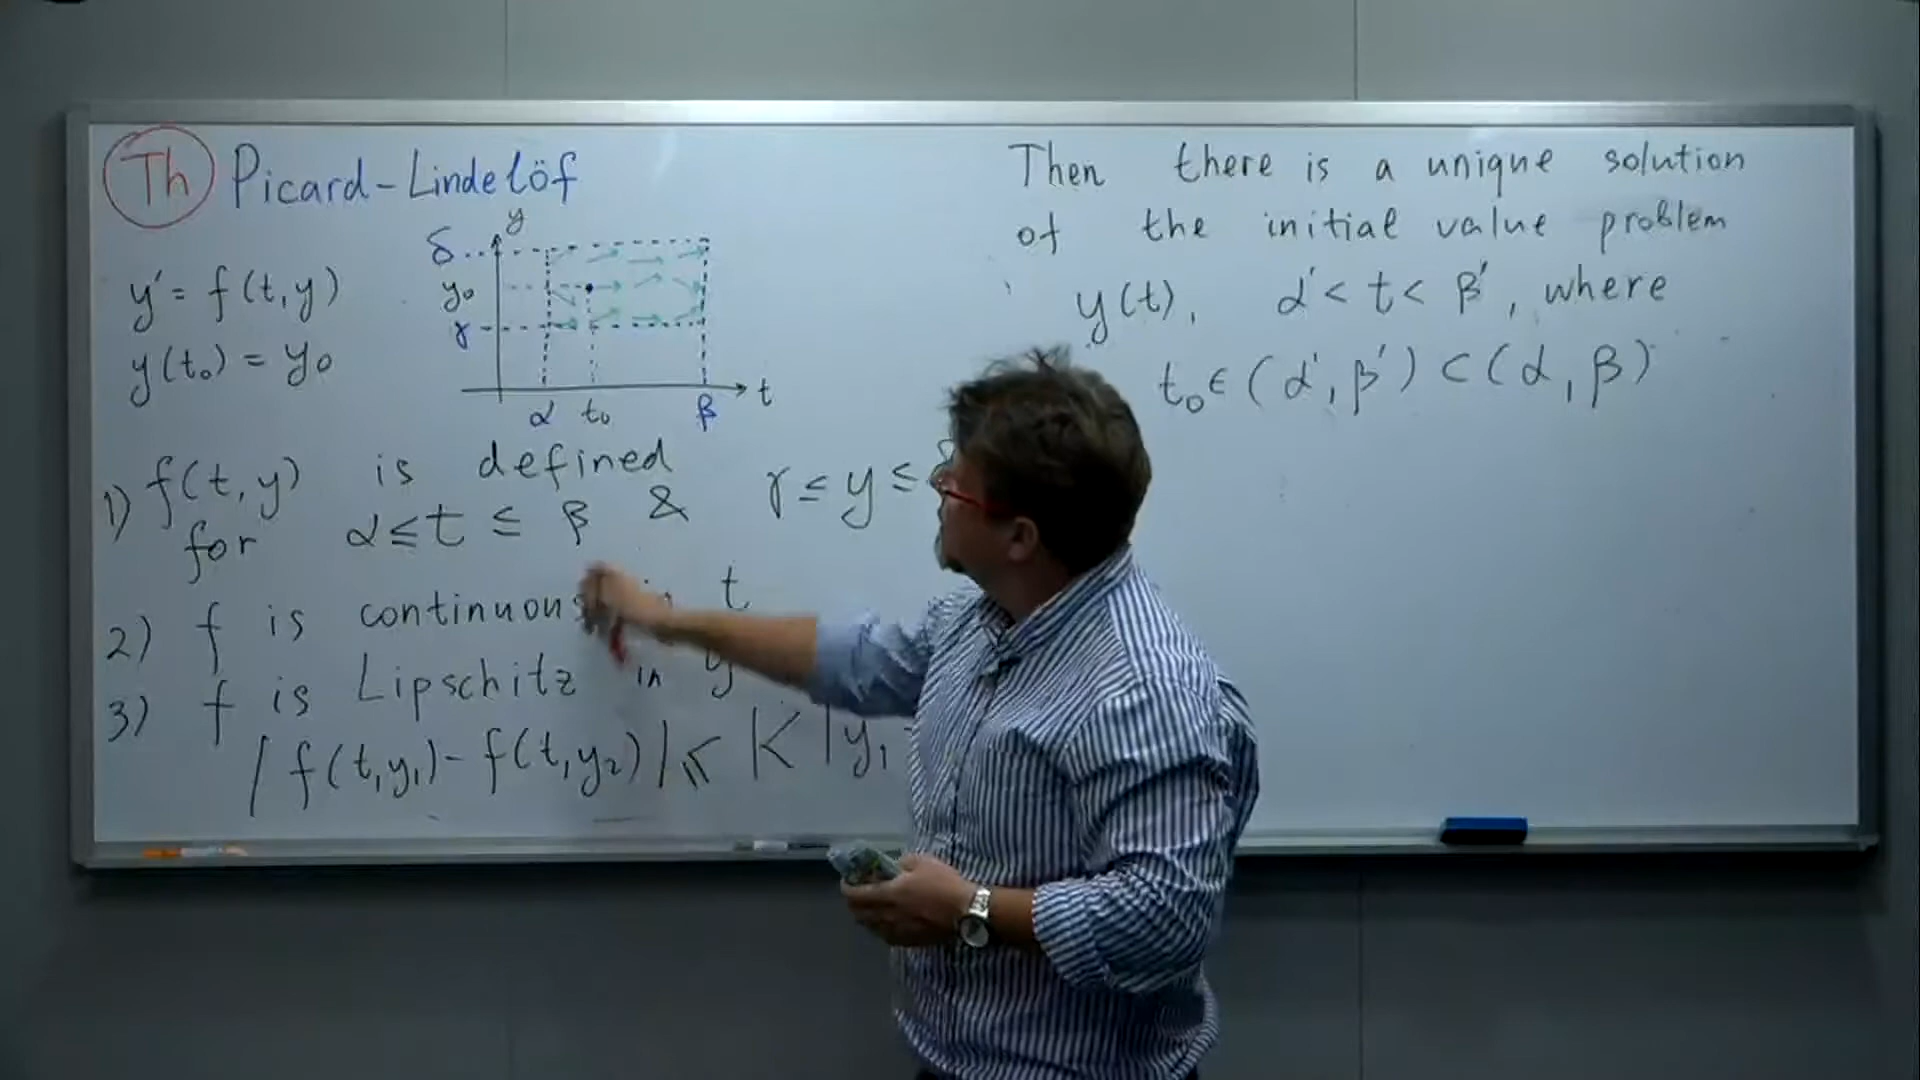 Th Picard-Lindelöf
y' = f(t,y)
y(t₀) = y₀
y
δ
y₀
γ
α t₀ β t
1) f(t,y) is defined
for α ≤ t ≤ β & γ ≤ y ≤ δ
2) f is continuous in t
3) f is Lipschitz in y
|f(t,y₁)-f(t,y₂)| ≤ K |y₁
Then there is a unique solution
of the initial value problem
y(t), α' < t < β', where
t₀ ∈ (α', β') ⊂ (α, β)